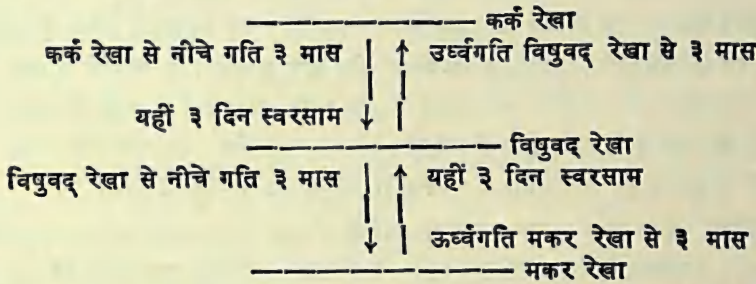 कर्क रेखा
कर्क रेखा से नीचे गति ३ मास उर्ध्वगति विषुवद् रेखा से ३ मास
यहीं ३ दिन स्वरसाम
विषुवद् रेखा
विषुवद् रेखा से नीचे गति ३ मास यहीं ३ दिन स्वरसाम
ऊर्ध्वगति मकर रेखा से ३ मास
मकर रेखा